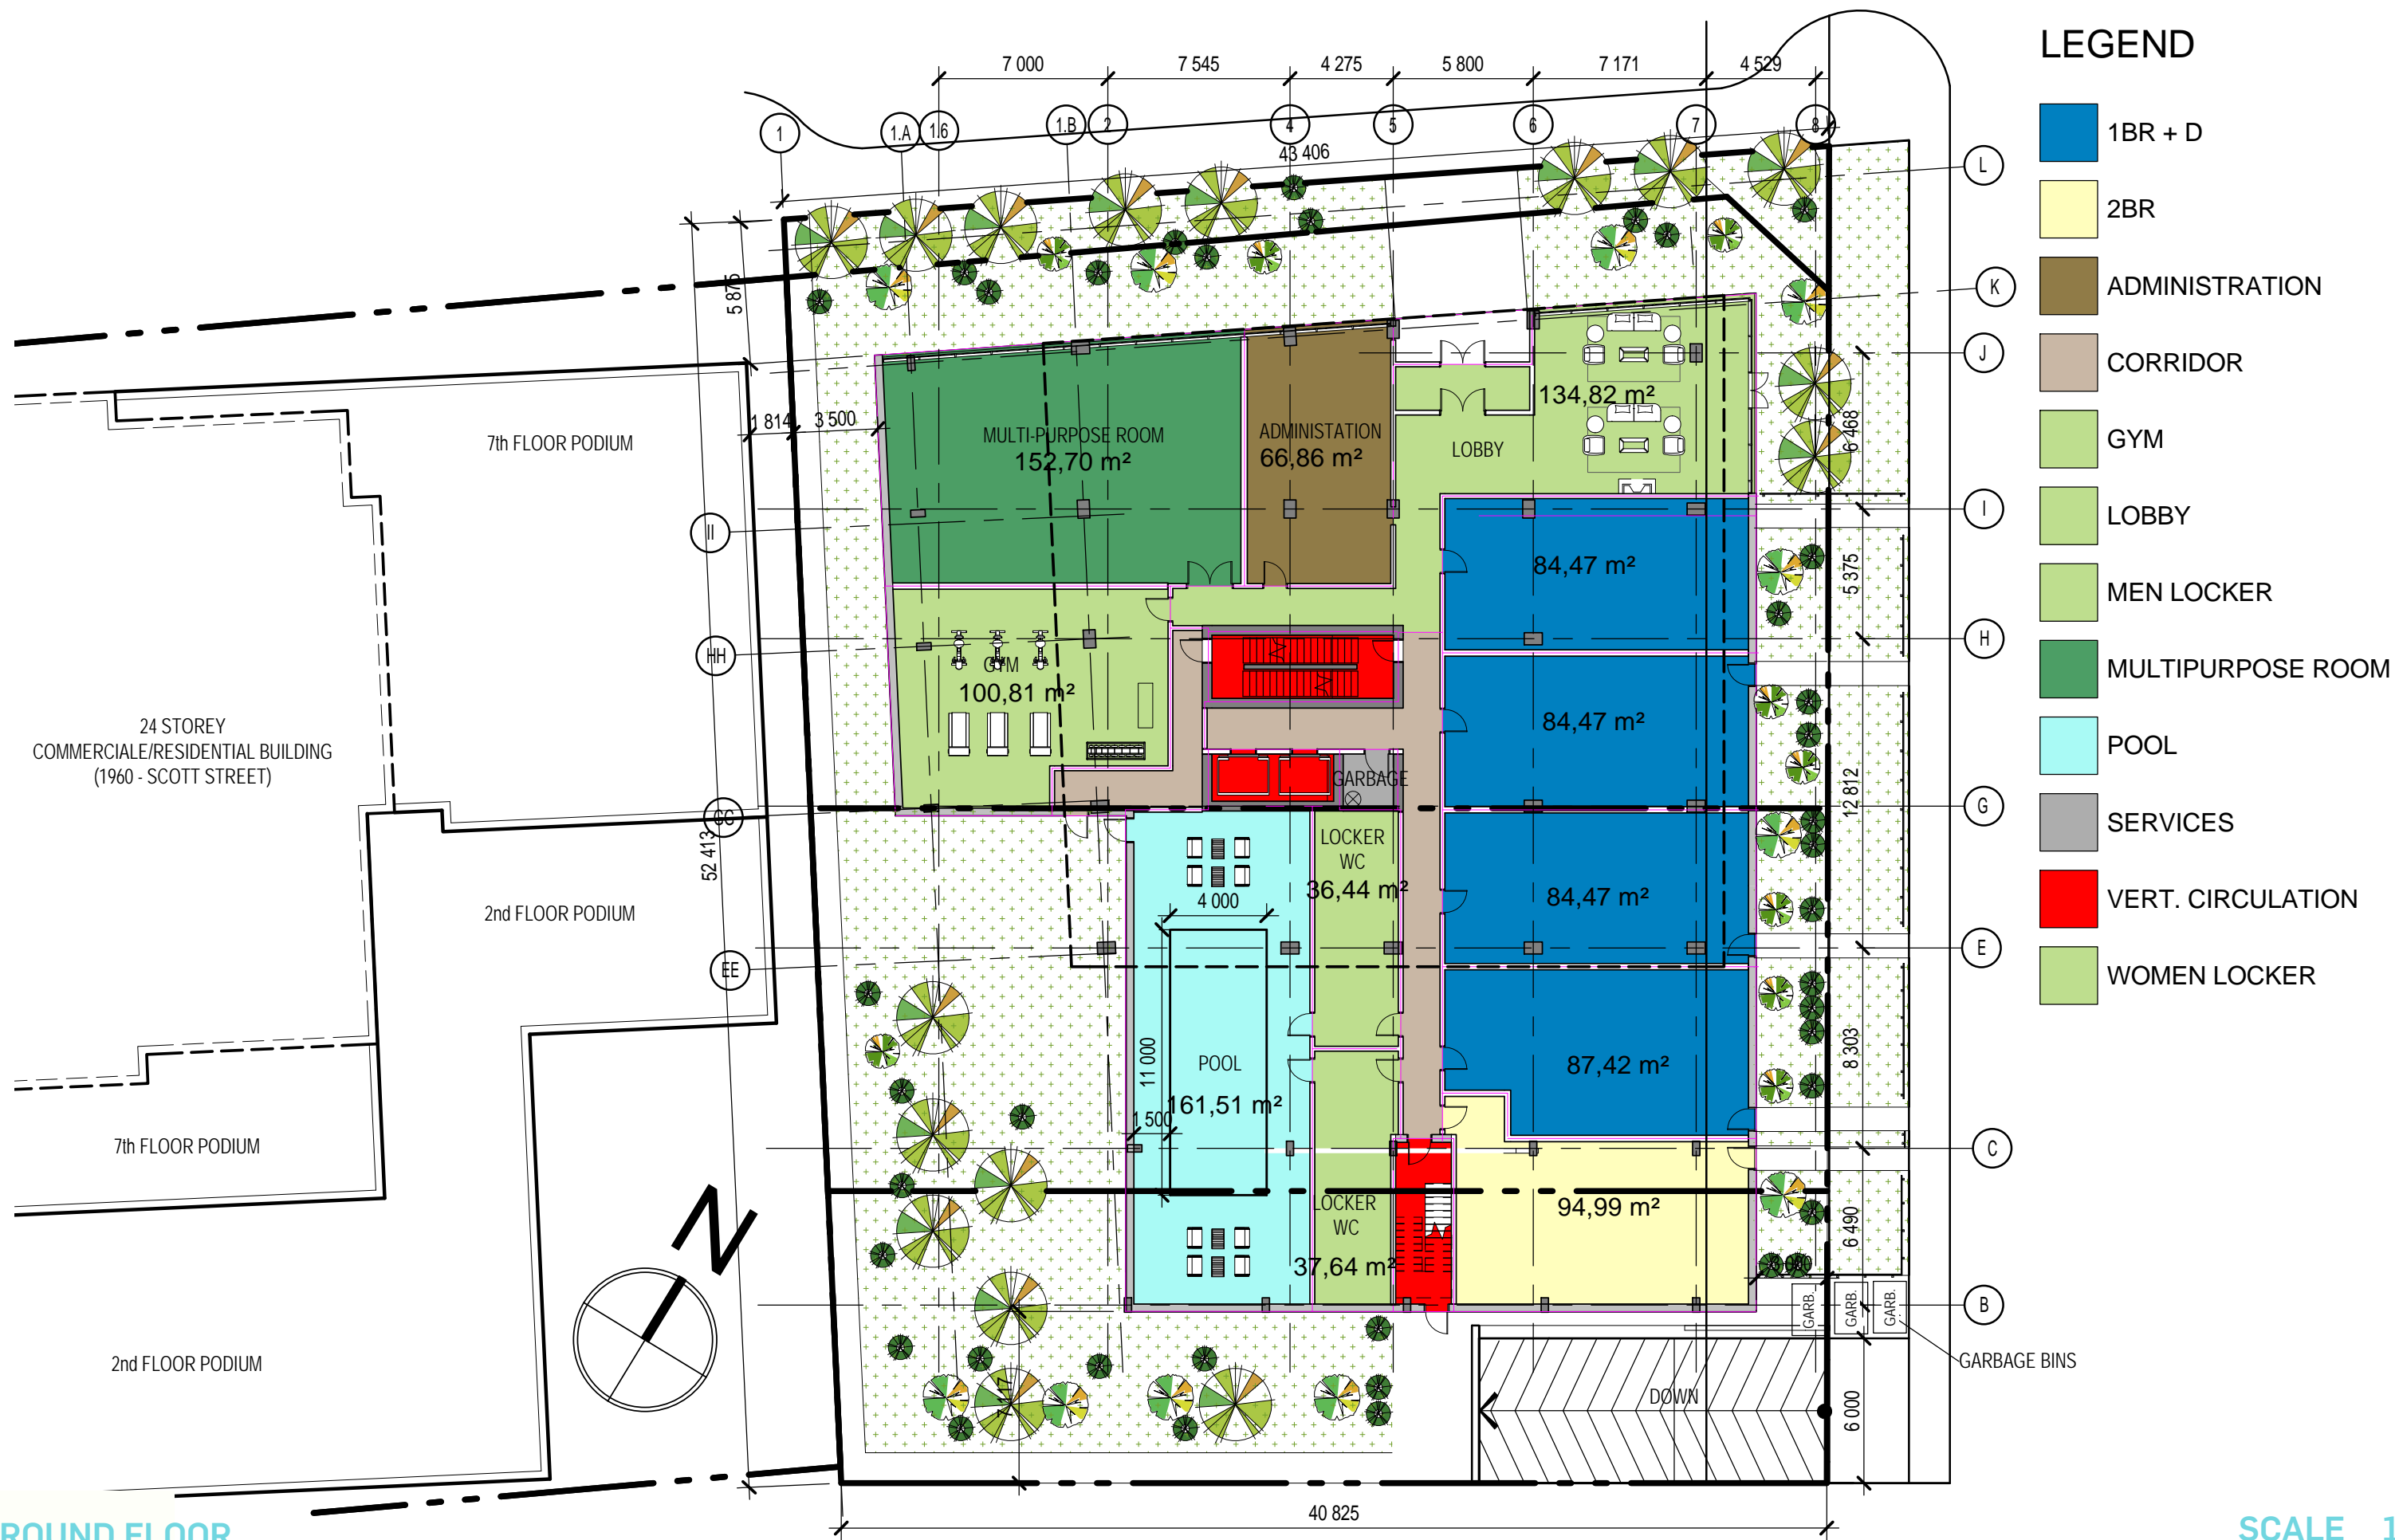 LEGEND
1BR + D
2BR
ADMINISTRATION
CORRIDOR
GYM
LOBBY
MEN LOCKER
MULTIPURPOSE ROOM
POOL
SERVICES
VERT. CIRCULATION
WOMEN LOCKER
7 000
7 545
4 275
5 800
7 171
4 529
1
1.A
1.6
1.B
2
4
5
6
7
8
43 406
L
K
J
I
H
G
E
C
B
II
HH
GG
EE
5 875
1 814
3 500
52 413
6 468
5 375
12 812
8 303
6 490
6 000
7th FLOOR PODIUM
24 STOREY
COMMERCIALE/RESIDENTIAL BUILDING
(1960 - SCOTT STREET)
2nd FLOOR PODIUM
7th FLOOR PODIUM
2nd FLOOR PODIUM
MULTI-PURPOSE ROOM
152,70 m²
ADMINISTATION
66,86 m²
134,82 m²
LOBBY
84,47 m²
GYM
100,81 m²
84,47 m²
GARBAGE
LOCKER
WC
36,44 m²
84,47 m²
4 000
11 000
POOL
161,51 m²
1 500
87,42 m²
LOCKER
WC
37,64 m²
94,99 m²
GARB.
GARB.
GARB.
GARBAGE BINS
DOWN
N
40 825
ROUND FLOOR
SCALE 1